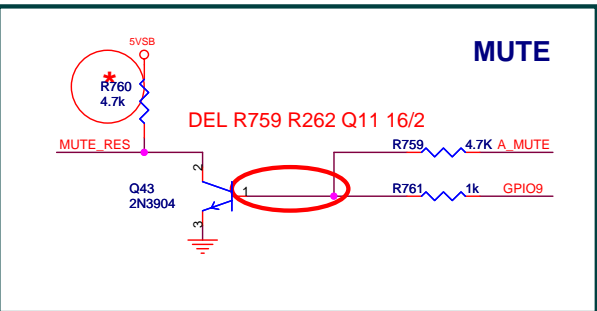 MUTE
5VSB
*
R760
4.7k
DEL R759 R262 Q11 16/2
MUTE_RES
R759 4.7K A_MUTE
2
Q43
2N3904
1
R761 1k GPIO9
3